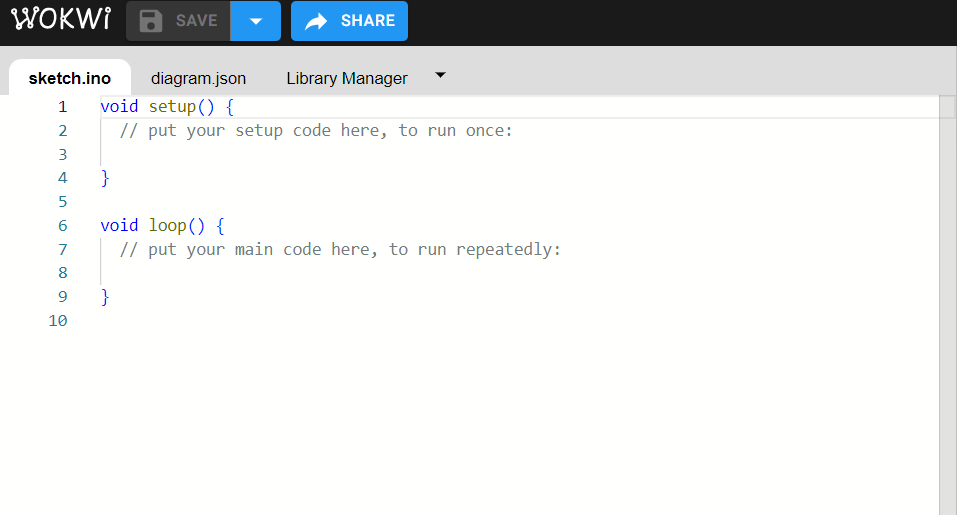 WOKWi SAVE SHARE
sketch.ino diagram.json Library Manager
1 void setup() {
2 // put your setup code here, to run once:
3
4 }
5
6 void loop() {
7 // put your main code here, to run repeatedly:
8
9 }
10